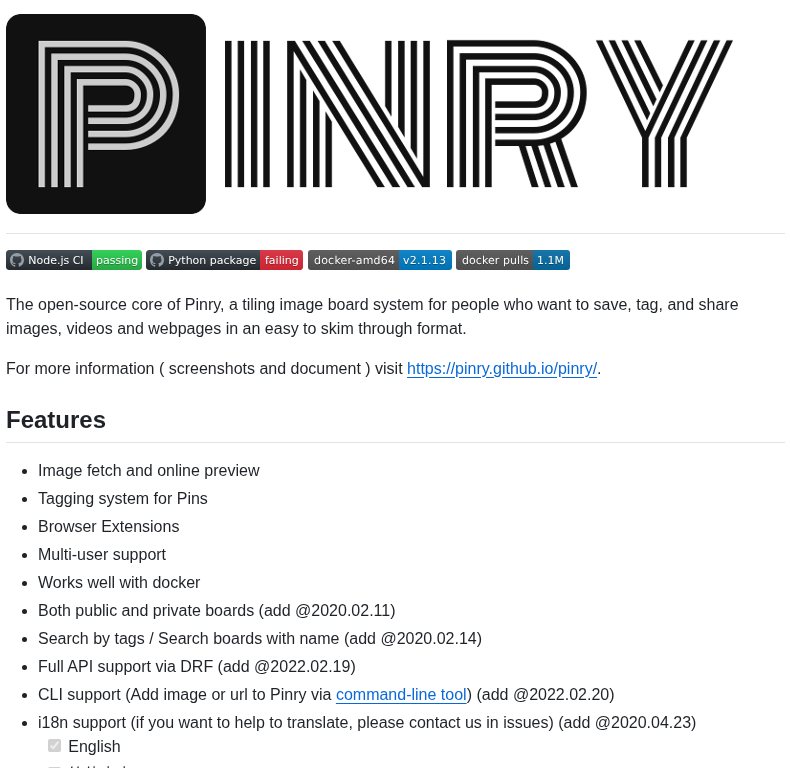 PINRY
Node.js CI passing Python package failing docker-amd64 v2.1.13 docker pulls 1.1M
The open-source core of Pinry, a tiling image board system for people who want to save, tag, and share
images, videos and webpages in an easy to skim through format.
For more information ( screenshots and document ) visit https://pinry.github.io/pinry/.
Features
Image fetch and online preview
Tagging system for Pins
Browser Extensions
Multi-user support
Works well with docker
Both public and private boards (add @2020.02.11)
Search by tags / Search boards with name (add @2020.02.14)
Full API support via DRF (add @2022.02.19)
CLI support (Add image or url to Pinry via command-line tool) (add @2022.02.20)
i18n support (if you want to help to translate, please contact us in issues) (add @2020.04.23)
English